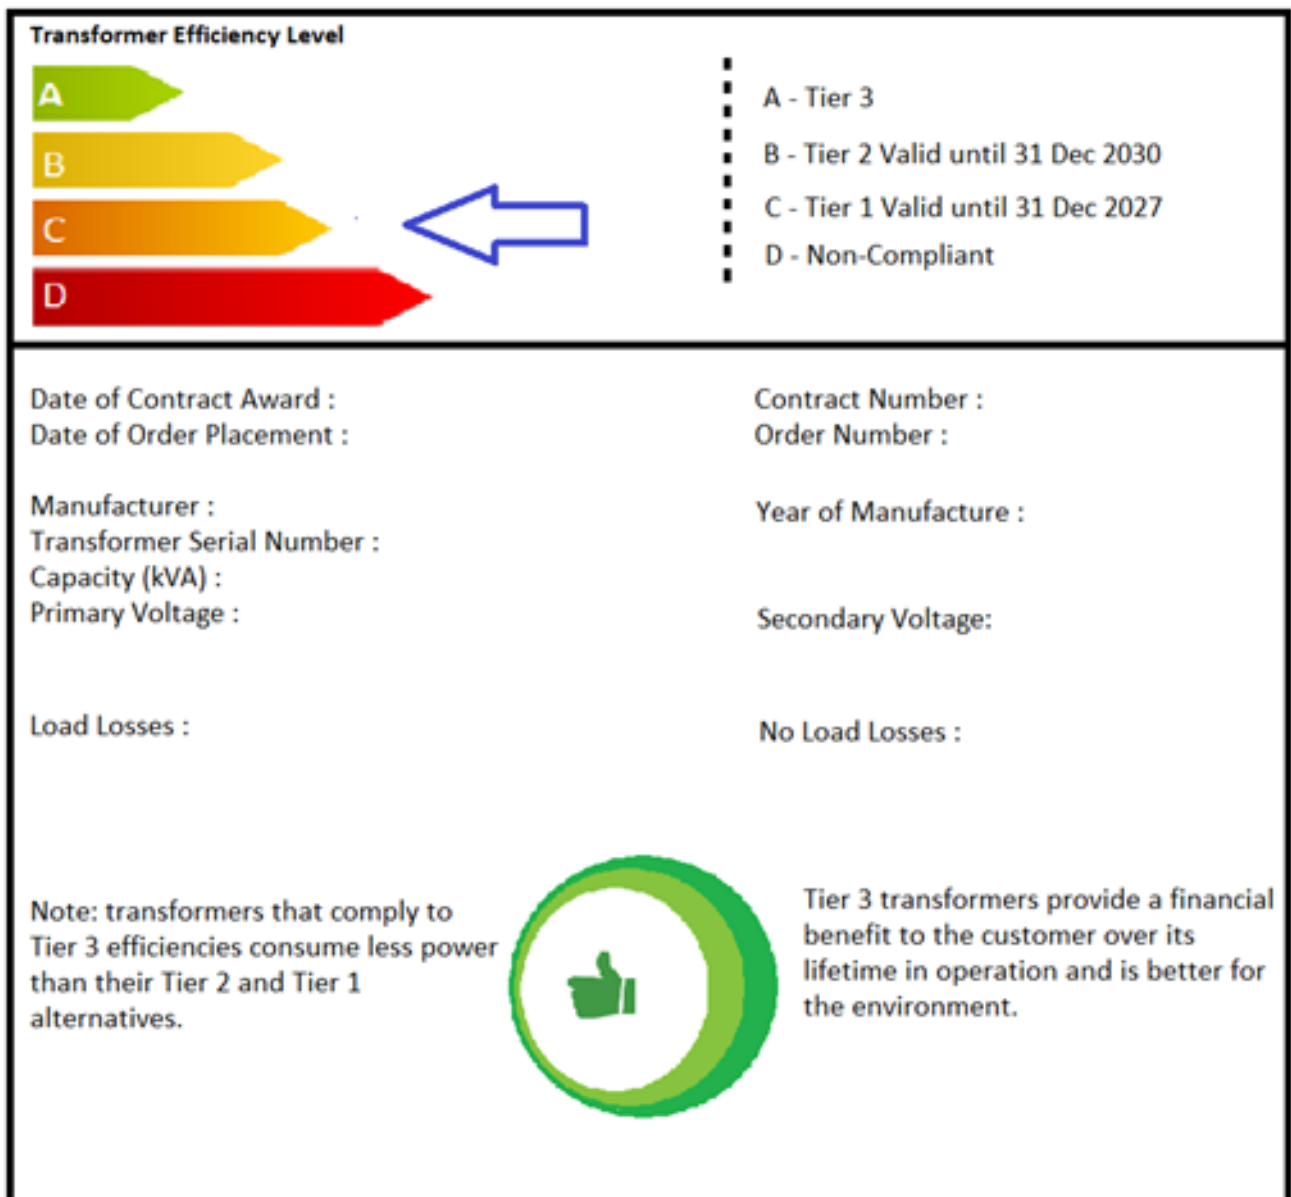 Transformer Efficiency Level
A
B
C
D
A - Tier 3
B - Tier 2 Valid until 31 Dec 2030
C - Tier 1 Valid until 31 Dec 2027
D - Non-Compliant
Date of Contract Award :
Contract Number :
Date of Order Placement :
Order Number :
Manufacturer :
Year of Manufacture :
Transformer Serial Number :
Capacity (kVA) :
Primary Voltage :
Secondary Voltage:
Load Losses :
No Load Losses :
Note: transformers that comply to
Tier 3 efficiencies consume less power
than their Tier 2 and Tier 1
alternatives.
Tier 3 transformers provide a financial
benefit to the customer over its
lifetime in operation and is better for
the environment.